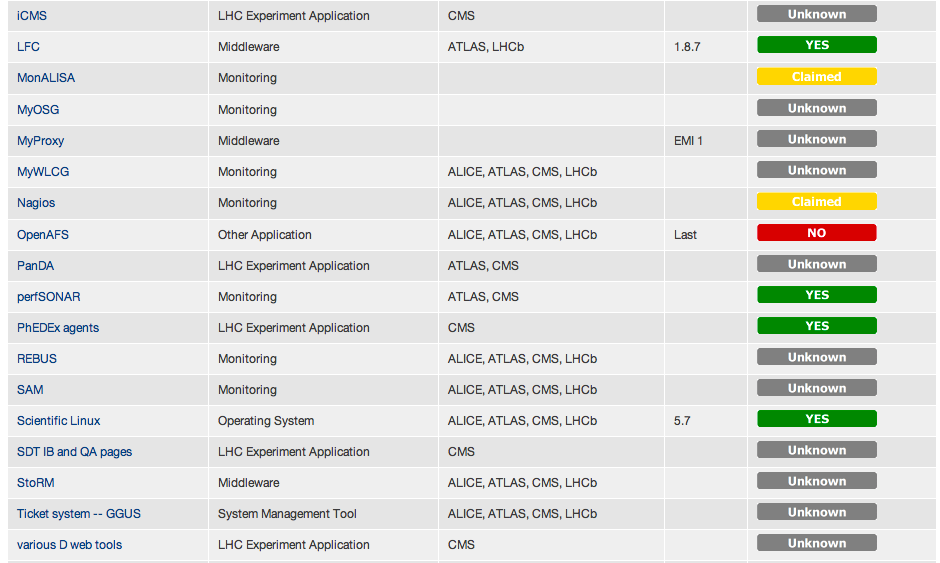 iCMS LHC Experiment Application CMS Unknown
LFC Middleware ATLAS, LHCb 1.8.7 YES
MonALISA Monitoring Claimed
MyOSG Monitoring Unknown
MyProxy Middleware EMI 1 Unknown
MyWLCG Monitoring ALICE, ATLAS, CMS, LHCb Unknown
Nagios Monitoring ALICE, ATLAS, CMS, LHCb Claimed
OpenAFS Other Application ALICE, ATLAS, CMS, LHCb Last NO
PanDA LHC Experiment Application ATLAS, CMS Unknown
perfSONAR Monitoring ATLAS, CMS YES
PhEDEx agents LHC Experiment Application CMS YES
REBUS Monitoring ALICE, ATLAS, CMS, LHCb Unknown
SAM Monitoring ALICE, ATLAS, CMS, LHCb Unknown
Scientific Linux Operating System ALICE, ATLAS, CMS, LHCb 5.7 YES
SDT IB and QA pages LHC Experiment Application CMS Unknown
StoRM Middleware ALICE, ATLAS, CMS, LHCb Unknown
Ticket system -- GGUS System Management Tool ALICE, ATLAS, CMS, LHCb Unknown
various D web tools LHC Experiment Application CMS Unknown